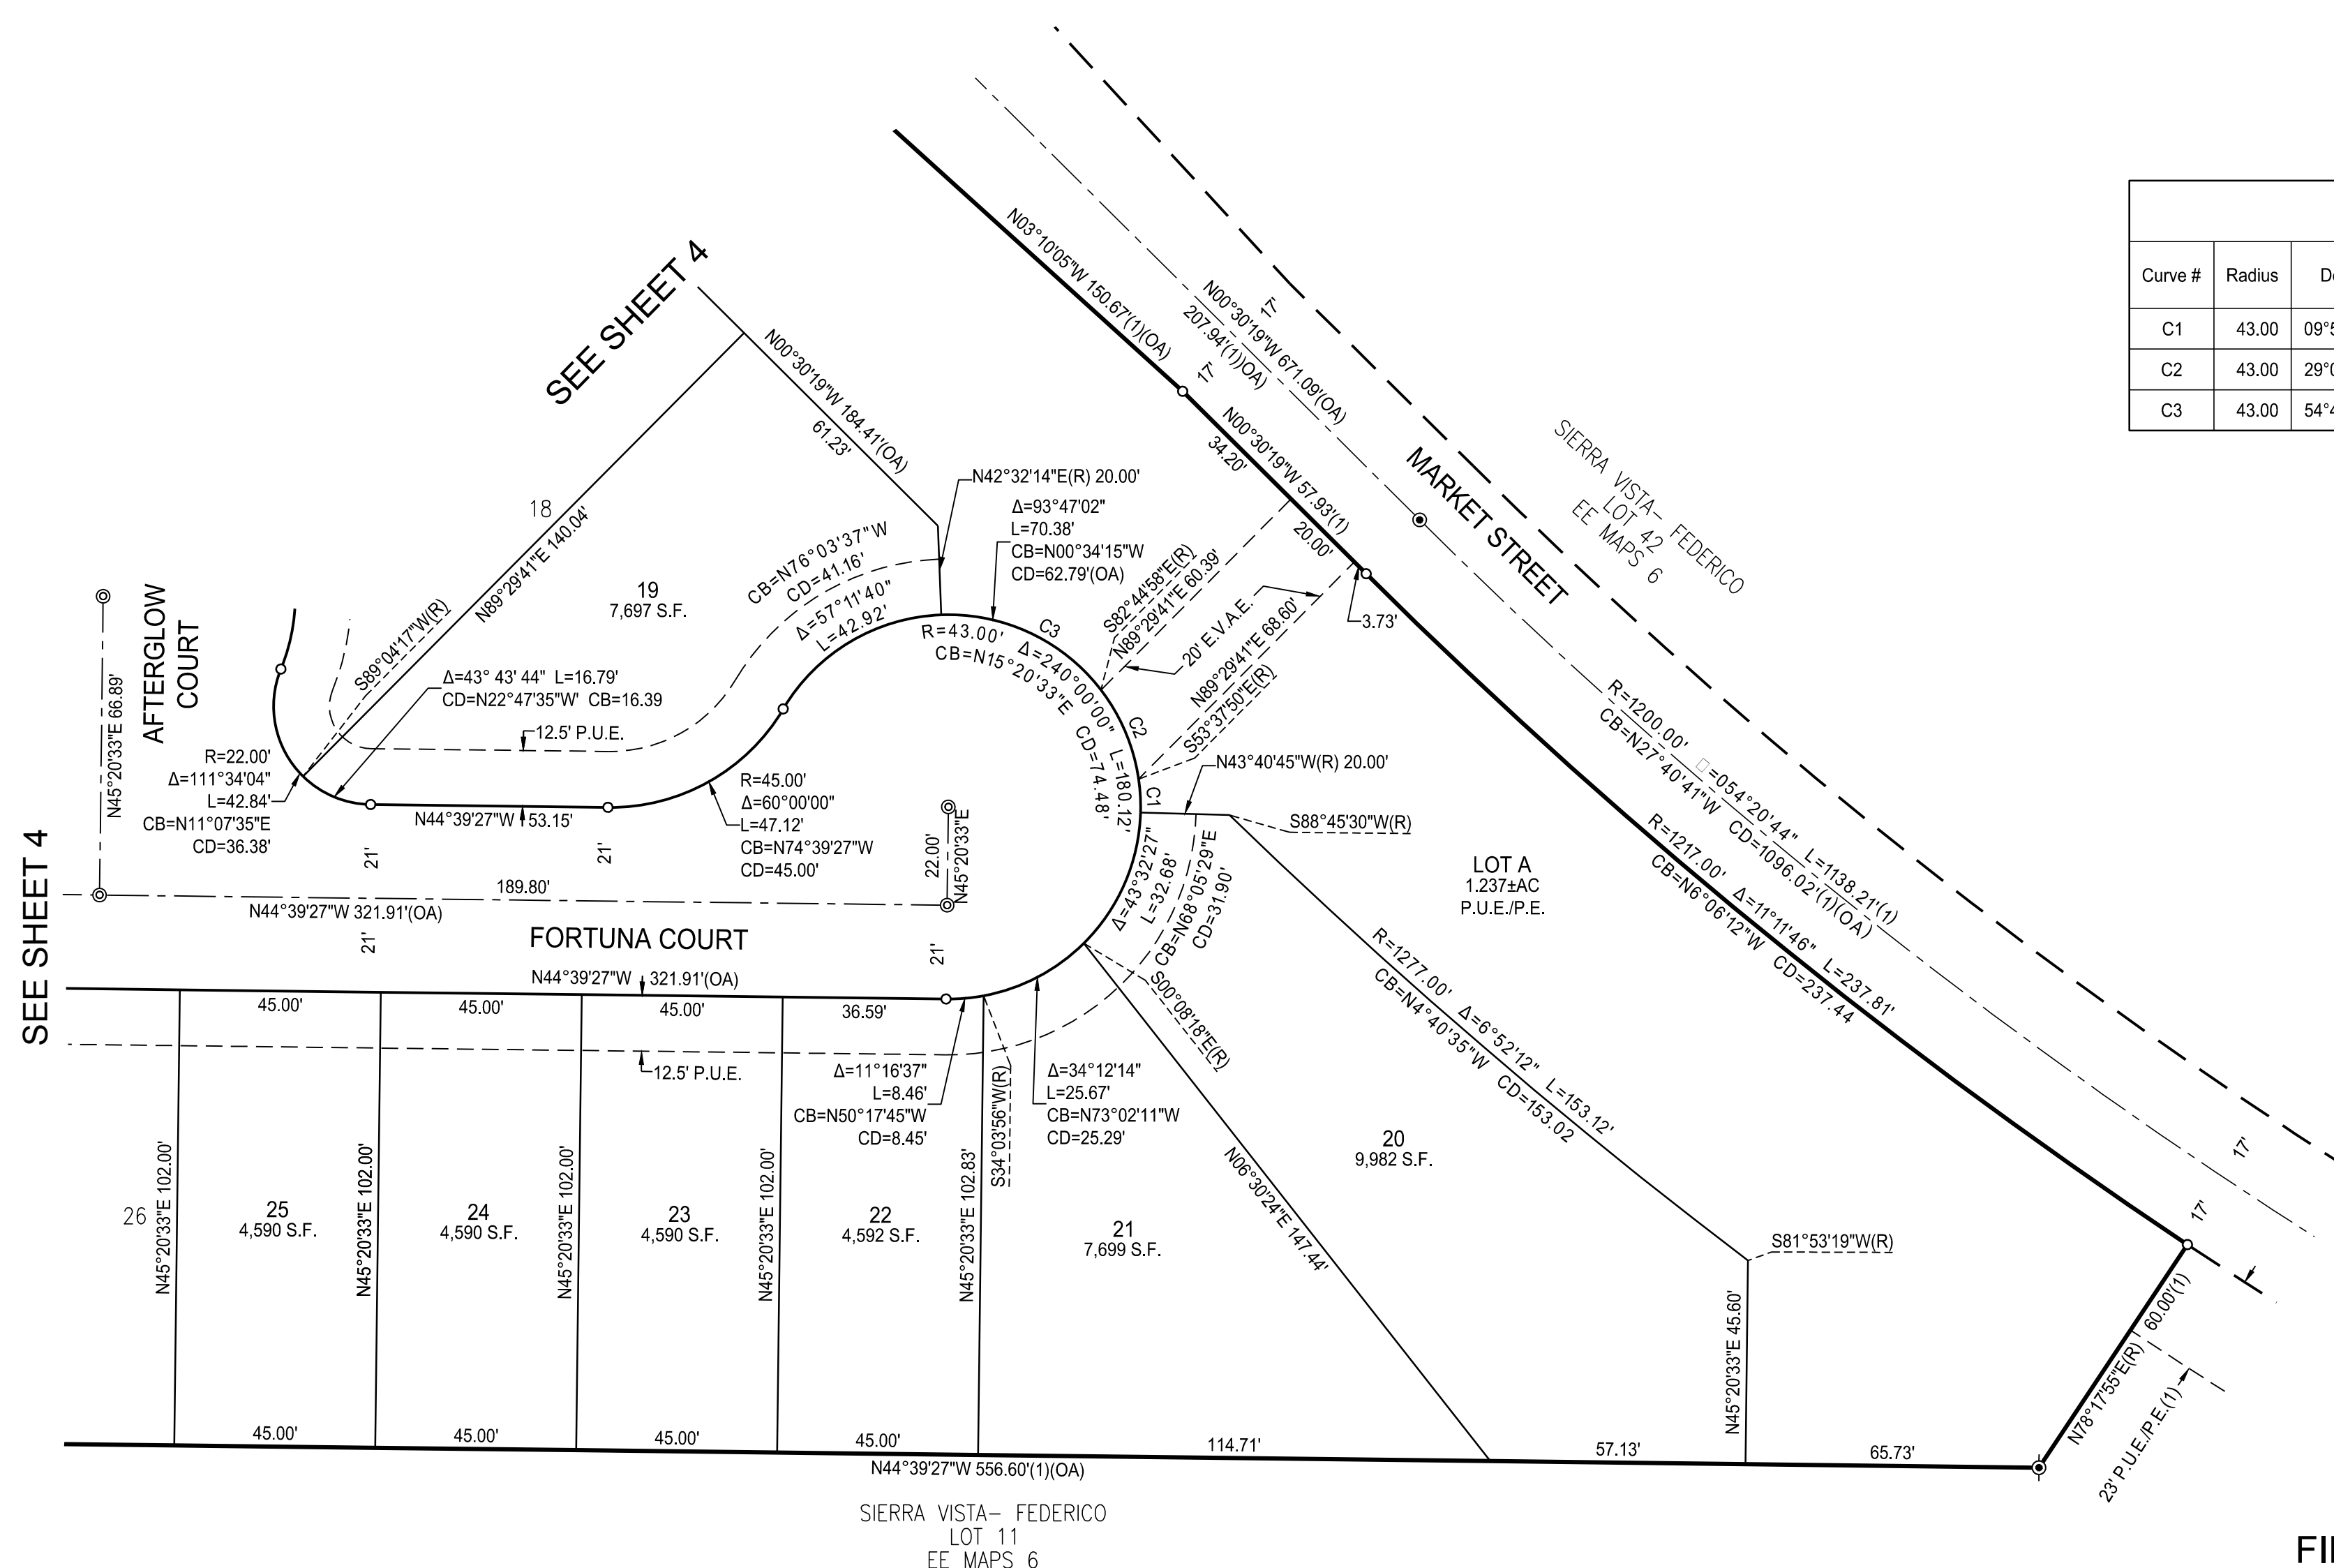 SEE SHEET 4
N03°10'05"W 150.67'(1)(OA)
N00°30'19"W 671.09'(OA)
207.94'(1))OA)
17'
17'
N00°30'19"W 184.41'(OA)
61.23'
N00°30'19"W 57.93'(1)
34.20'
20.00'
3.73'
MARKET STREET
SIERRA VISTA- FEDERICO
LOT 42
EE MAPS 6
Curve #
Radius
C1
43.00
09°5
C2
43.00
29°0
C3
43.00
54°4
18
N89°29'41"E 140.04'
S89°04'17"W(R)
19
7,697 S.F.
CB=N76°03'37"W
CD=41.16'
Δ=57°11'40"
L=42.92'
N42°32'14"E(R) 20.00'
Δ=93°47'02"
L=70.38'
CB=N00°34'15"W
CD=62.79'(OA)
C3
R=43.00' Δ=240°00'00" L=180.12'
CB=N15°20'33"E CD=74.48'
S82°44'58"E(R)
N89°29'41"E 60.39'
20' E.V.A.E.
N89°29'41"E 68.60'
S53°37'50"E(R)
C2
C1
N43°40'45"W(R) 20.00'
S88°45'30"W(R)
AFTERGLOW
COURT
N45°20'33"E 66.89'
Δ=43° 43' 44" L=16.79'
CD=N22°47'35"W' CB=16.39
12.5' P.U.E.
R=22.00'
Δ=111°34'04"
L=42.84'
CB=N11°07'35"E
CD=36.38'
N44°39'27"W 53.15'
R=45.00'
Δ=60°00'00"
L=47.12'
CB=N74°39'27"W
CD=45.00'
22.00'
N45°20'33"E
21'
21'
189.80'
N44°39'27"W 321.91'(OA)
SEE SHEET 4
FORTUNA COURT
21'
21'
N44°39'27"W 321.91'(OA)
45.00'
45.00'
45.00'
36.59'
Δ=43°32'27"
L=32.68'
CB=N68°05'29"E
CD=31.90'
S00°08'18"E(R)
LOT A
1.237±AC
P.U.E./P.E.
R=1200.00' □=054°20'44" L=1138.21'(1)
CB=N27°40'41"W CD=1096.02'(1)(OA)
R=1217.00' Δ=11°11'46" L=237.81'
CB=N6°06'12"W CD=237.44
R=1277.00' Δ=6°52'12" L=153.12'
CB=N4°40'35"W CD=153.02
12.5' P.U.E.
Δ=11°16'37"
L=8.46'
CB=N50°17'45"W
CD=8.45'
S34°03'56"W(R)
Δ=34°12'14"
L=25.67'
CB=N73°02'11"W
CD=25.29'
26
N45°20'33"E 102.00'
25
4,590 S.F.
N45°20'33"E 102.00'
24
4,590 S.F.
N45°20'33"E 102.00'
23
4,590 S.F.
N45°20'33"E 102.00'
22
4,592 S.F.
N45°20'33"E 102.83'
21
7,699 S.F.
N06°30'24"E 147.44'
20
9,982 S.F.
S81°53'19"W(R)
N45°20'33"E 45.60'
17'
17'
60.00'(1)
N78°17'55"E(R)
23' P.U.E./P.E.(1)
45.00'
45.00'
45.00'
45.00'
114.71'
57.13'
65.73'
N44°39'27"W 556.60'(1)(OA)
SIERRA VISTA- FEDERICO
LOT 11
EE MAPS 6